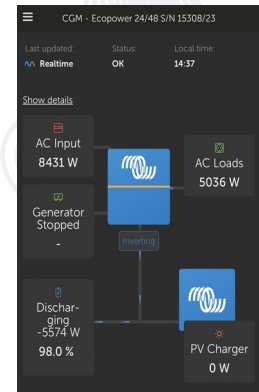 CGM - Ecopower 24/48 S/N 15308/23
Last updated:
Status:
Local time:
Realtime
OK
14:37
Show details
AC Input
8431 W
AC Loads
5036 W
Generator
Stopped
-
Inverting
Dischar-
ging
-5574 W
98.0 %
PV Charger
0 W